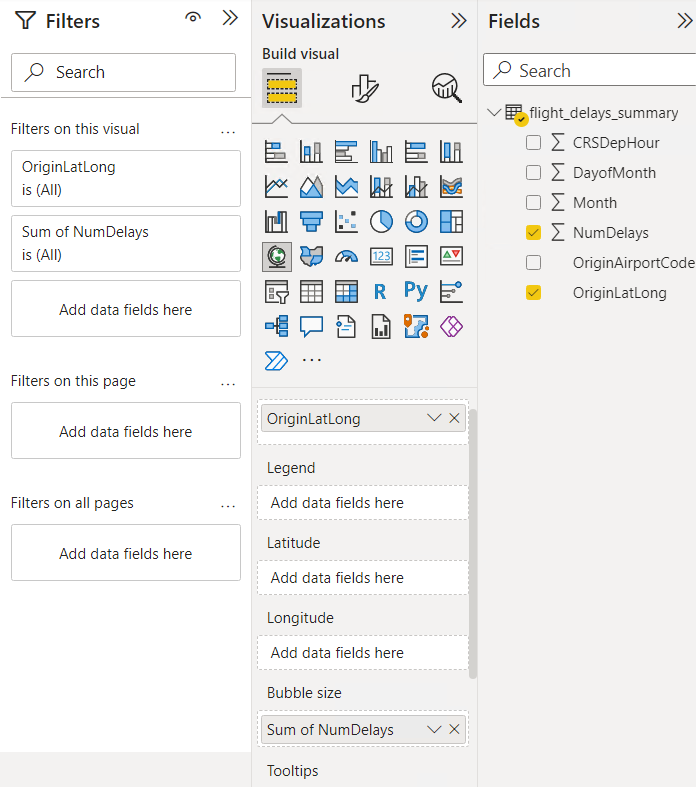 Filters
Search
Filters on this visual
...
OriginLatLong
is (All)
Sum of NumDelays
is (All)
Add data fields here
Filters on this page
...
Add data fields here
Filters on all pages
...
Add data fields here
Visualizations
Build visual
123
R
Py
...
OriginLatLong
Legend
Add data fields here
Latitude
Add data fields here
Longitude
Add data fields here
Bubble size
Sum of NumDelays
Tooltips
Fields
Search
flight_delays_summary
∑ CRSDepHour
∑ DayofMonth
∑ Month
∑ NumDelays
OriginAirportCode
OriginLatLong